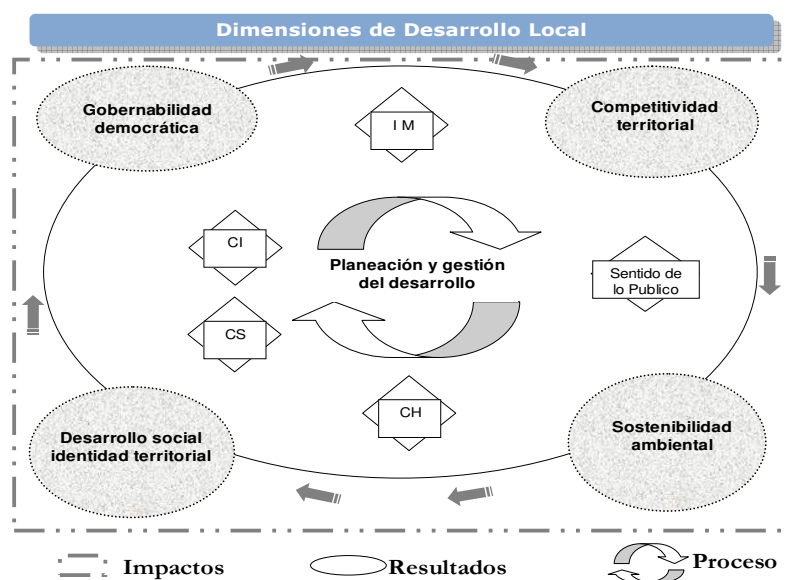 Dimensiones de Desarrollo Local
Gobernabilidad
democrática
Competitividad
territorial
I M
CI
Planeación y gestión
del desarrollo
Sentido de
lo Publico
CS
CH
Desarrollo social
identidad territorial
Sostenibilidad
ambiental
Impactos
Resultados
Proceso